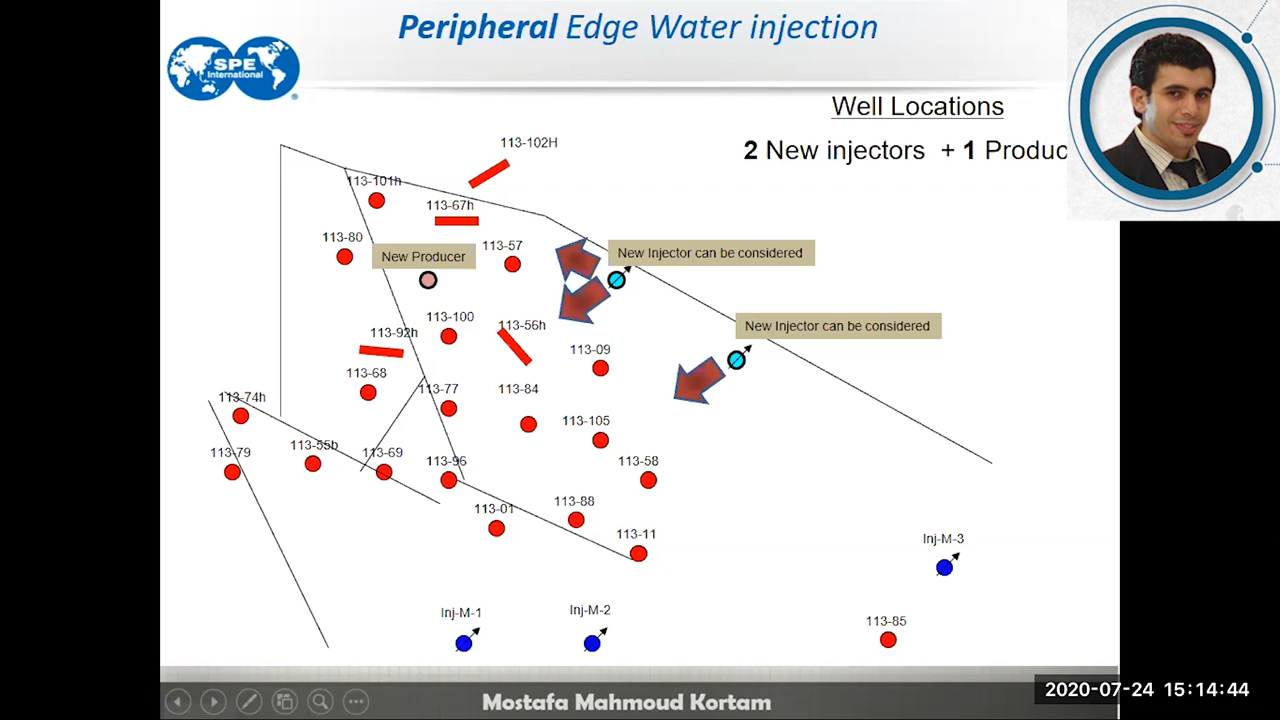 Peripheral Edge Water injection
SPE
International
Well Locations
2 New injectors + 1 Produc
113-102H
113-101h
113-67h
113-80
113-57
New Producer
New Injector can be considered
113-100
113-56h
113-92h
New Injector can be considered
113-09
113-68
113-77
113-84
113-74h
113-105
113-79
113-55b
113-69
113-96
113-58
113-01
113-88
113-11
Inj-M-3
Inj-M-1
Inj-M-2
113-85
Mostafa Mahmoud Kortam
2020-07-24 15:14:44